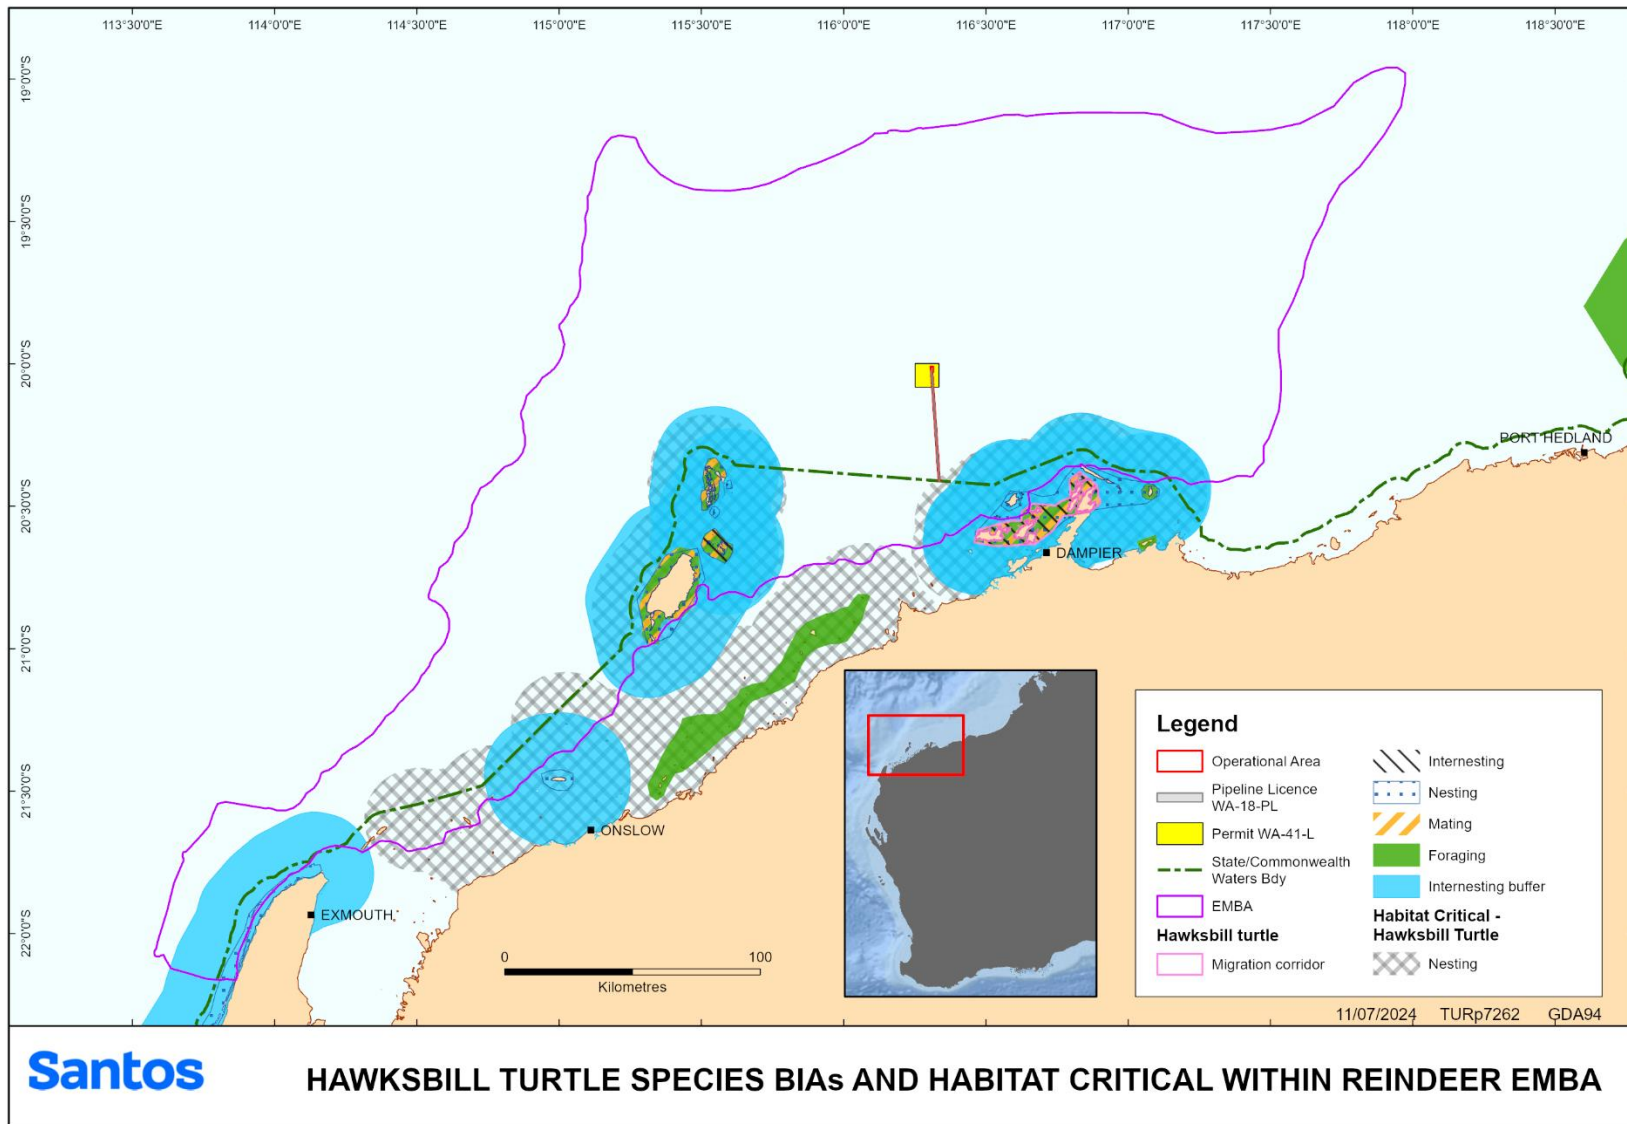 113°30'0"E 114°0'0"E 114°30'0"E 115°0'0"E 115°30'0"E 116°0'0"E 116°30'0"E 117°0'0"E 117°30'0"E 118°0'0"E 118°30'0"E
19°0'0"S
19°30'0"S
20°0'0"S
20°30'0"S
21°0'0"S
21°30'0"S
22°0'0"S
PORT HEDLAND
DAMPIER
ONSLOW
EXMOUTH
0 100
Kilometres
Legend
Operational Area
Pipeline Licence
WA-18-PL
Permit WA-41-L
State/Commonwealth
Waters Bdy
EMBA
Hawksbill turtle
Migration corridor
Internesting
Nesting
Mating
Foraging
Internesting buffer
Habitat Critical -
Hawksbill Turtle
Nesting
11/07/2024 TURp7262 GDA94
Santos
HAWKSBILL TURTLE SPECIES BIAs AND HABITAT CRITICAL WITHIN REINDEER EMBA